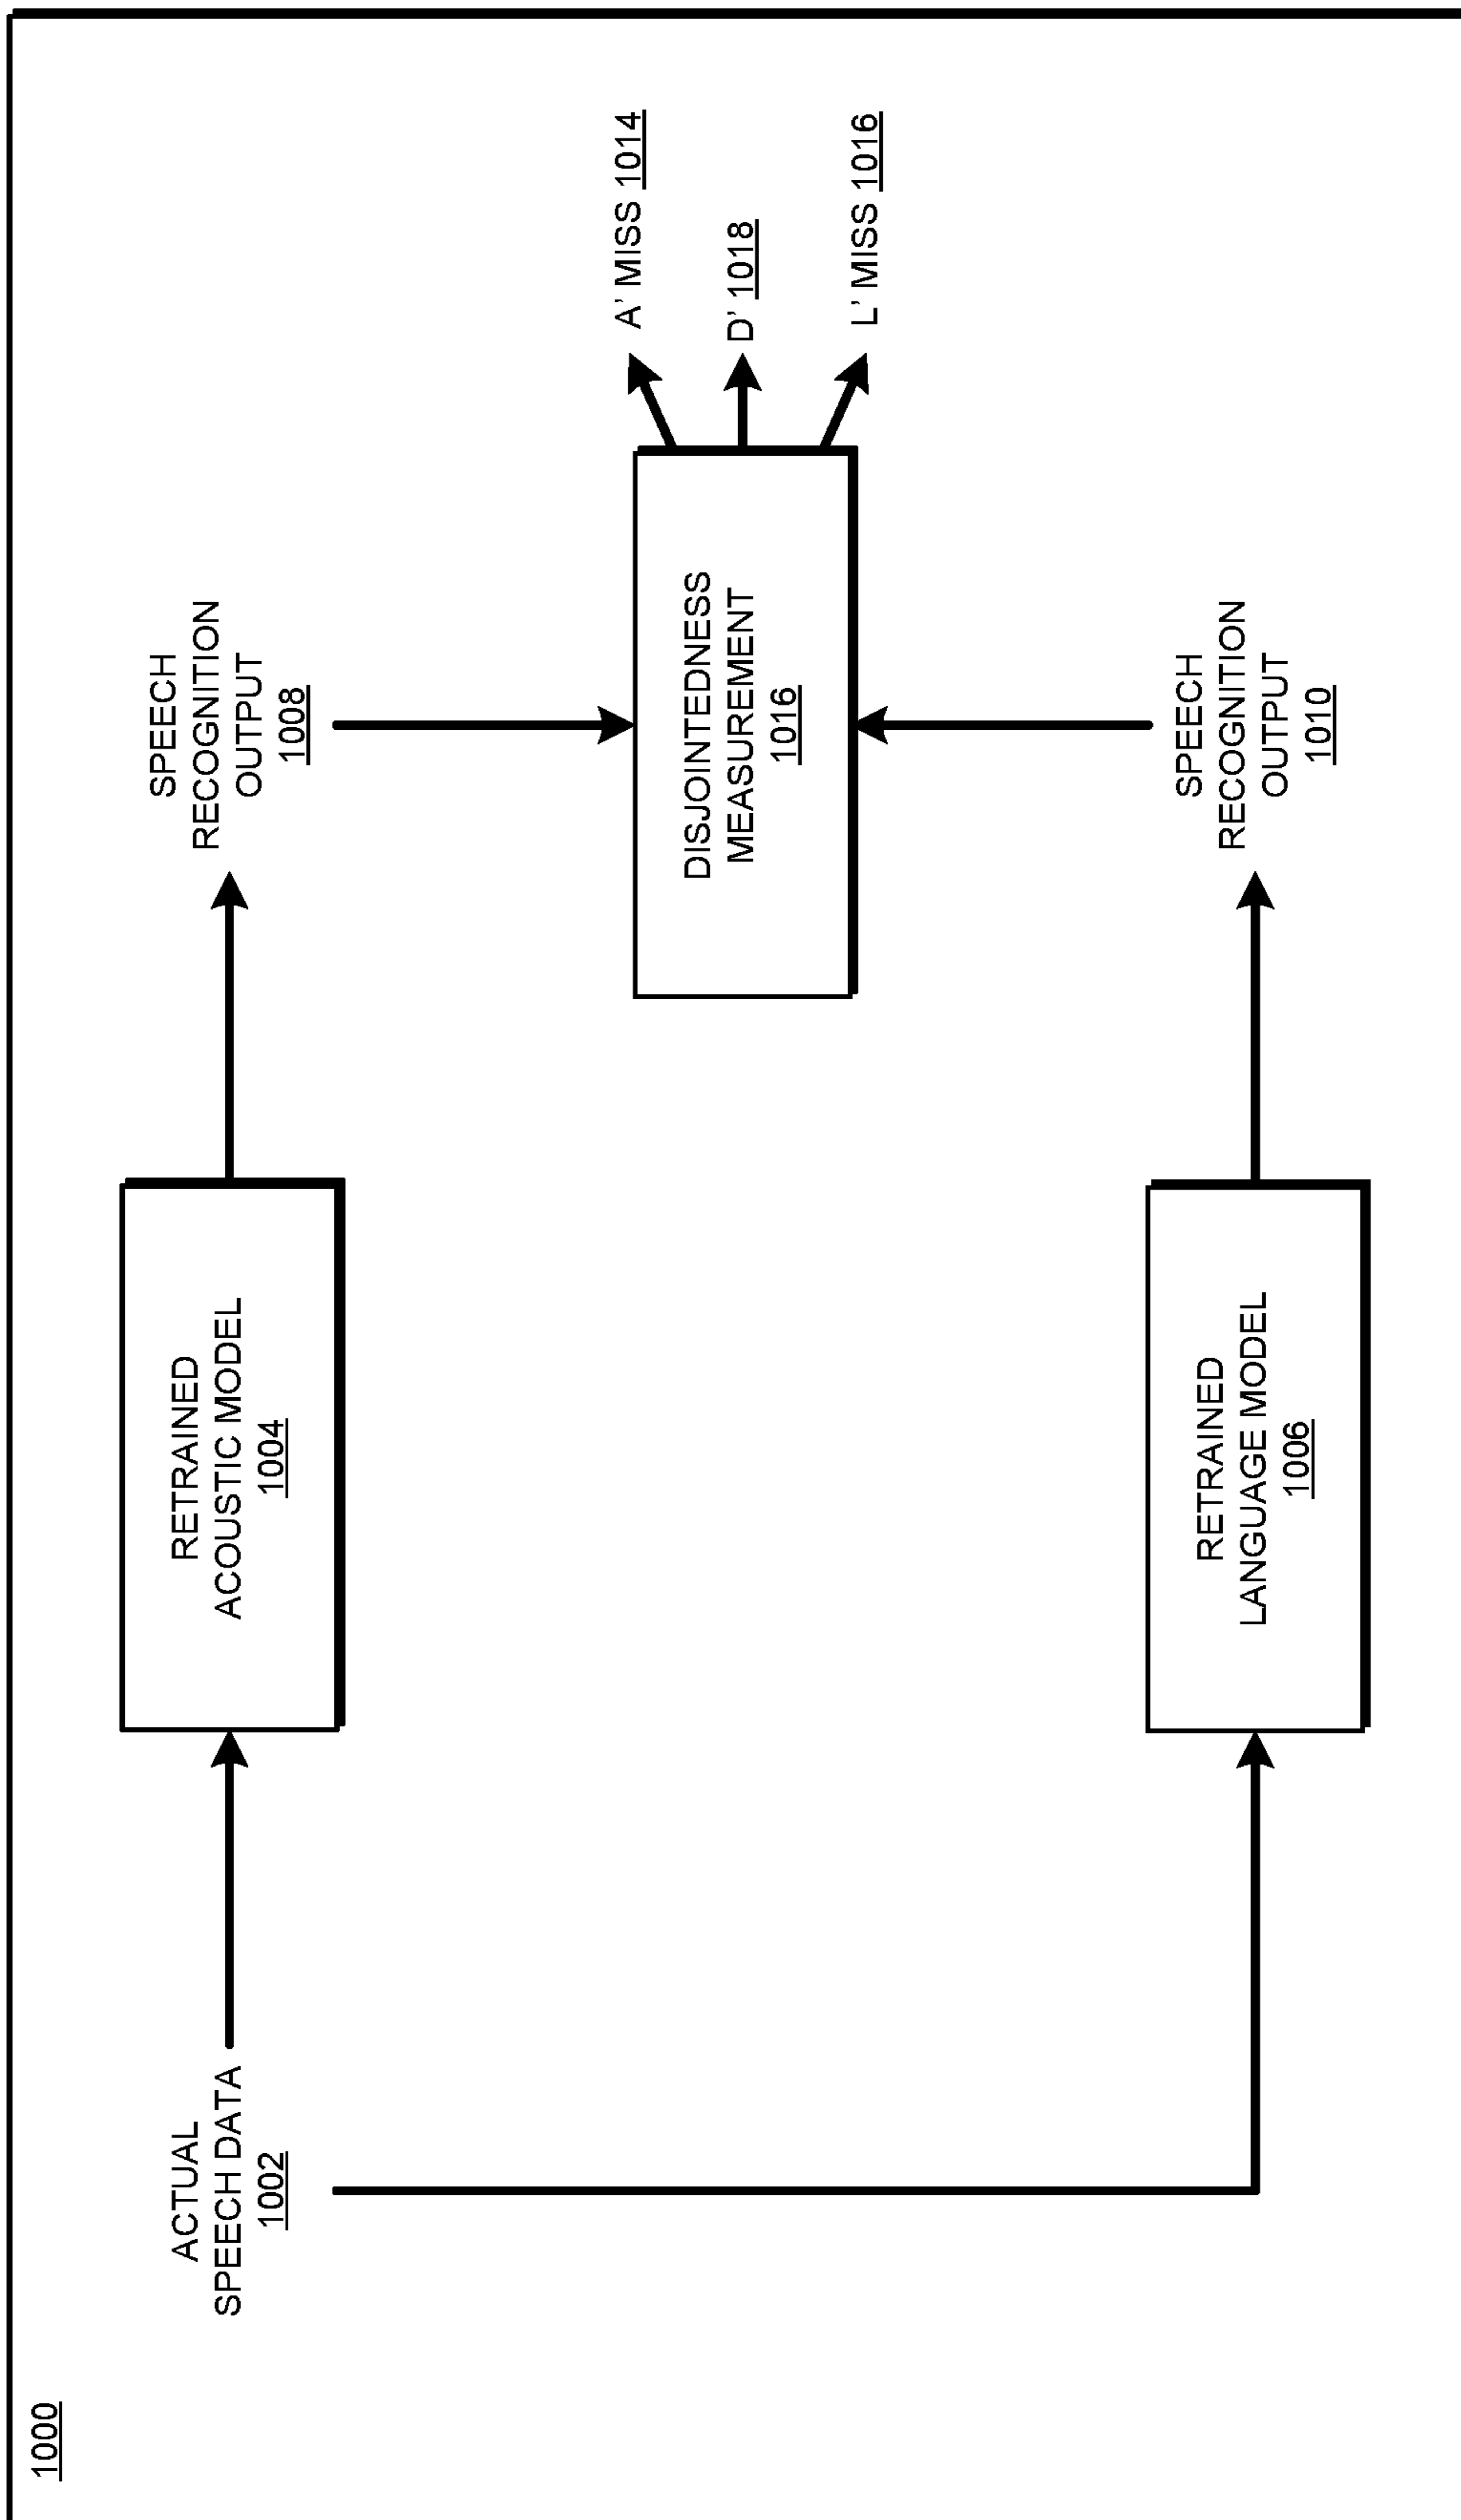 1000
ACTUAL
SPEECH DATA
1002
RETRAINED
ACOUSTIC MODEL
1004
SPEECH
RECOGNITION
OUTPUT
1008
DISJOINTEDNESS
MEASUREMENT
1016
A' MISS 1014
D' 1018
L' MISS 1016
RETRAINED
LANGUAGE MODEL
1006
SPEECH
RECOGNITION
OUTPUT
1010